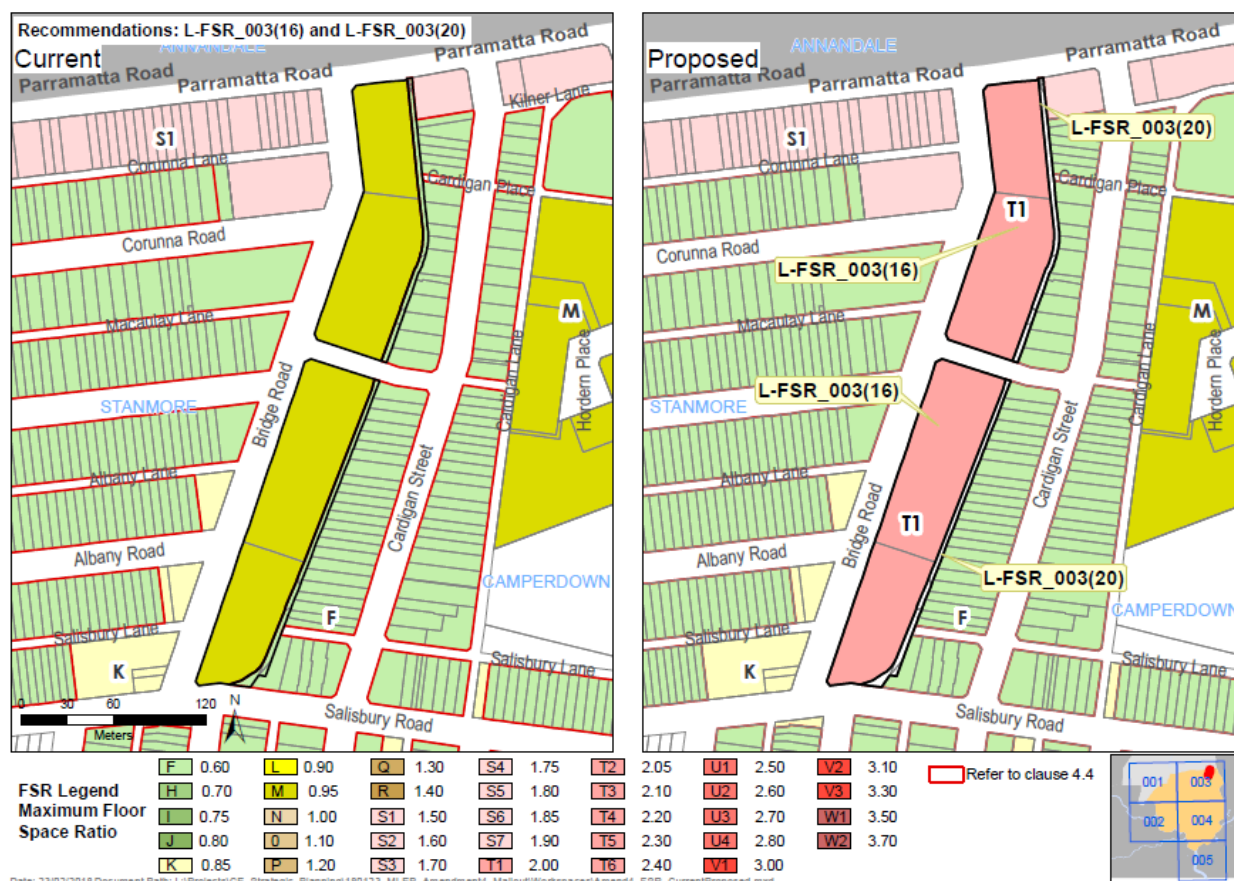 Recommendations: L-FSR_003(16) and L-FSR_003(20)
Current
ANNANDALE
Parramatta Road
Parramatta Road
Parramatta Road
Kilner Lane
S1
Corunna Lane
Cardigan Place
Corunna Road
Macaulay Lane
M
Hordern Place
Cardigan Lane
STANMORE
Bridge Road
Albany Lane
Cardigan Street
Albany Road
CAMPERDOWN
F
Salisbury Lane
K
Salisbury Lane
Salisbury Road
0 30 60 120
Meters
N
Proposed
ANNANDALE
Parramatta Road
Parramatta Road
Parramatta Road
Kilner Lane
L-FSR_003(20)
S1
Corunna Lane
Cardigan Place
T1
Corunna Road
L-FSR_003(16)
Macaulay Lane
M
Hordern Place
Cardigan Lane
L-FSR_003(16)
STANMORE
Albany Lane
Cardigan Street
Bridge Road
T1
Albany Road
L-FSR_003(20)
CAMPERDOWN
F
Salisbury Lane
K
Salisbury Lane
Salisbury Road
FSR Legend
Maximum Floor
Space Ratio
F 0.60
H 0.70
I 0.75
J 0.80
K 0.85
L 0.90
M 0.95
N 1.00
0 1.10
P 1.20
Q 1.30
R 1.40
S1 1.50
S2 1.60
S3 1.70
S4 1.75
S5 1.80
S6 1.85
S7 1.90
T1 2.00
T2 2.05
T3 2.10
T4 2.20
T5 2.30
T6 2.40
U1 2.50
U2 2.60
U3 2.70
U4 2.80
V1 3.00
V2 3.10
V3 3.30
W1 3.50
W2 3.70
Refer to clause 4.4
001
003
002
004
005